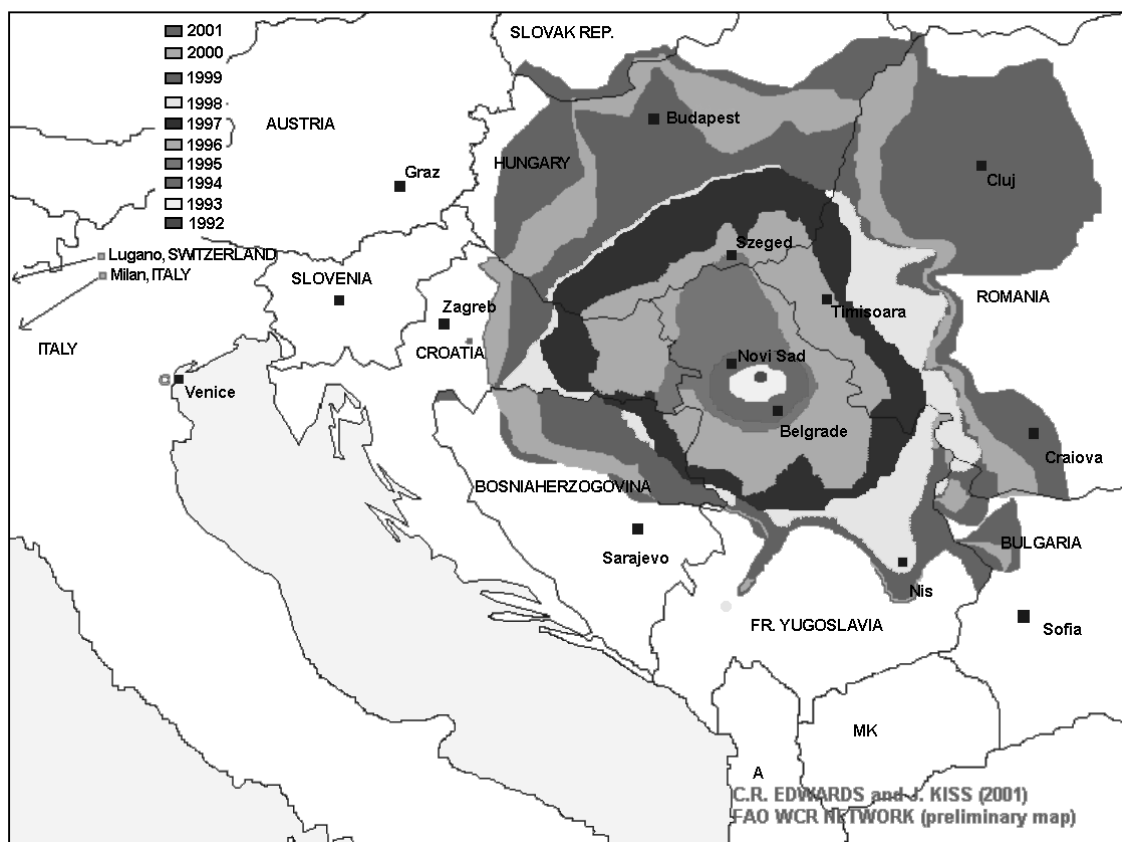 2001
2000
1999
1998
1997
1996
1995
1994
1993
1992
SLOVAK REP.
AUSTRIA
Budapest
HUNGARY
Graz
Cluj
Szeged
Lugano, SWITZERLAND
Milan, ITALY
SLOVENIA
Zagreb
TImisoara
ROMANIA
ITALY
CROATIA
Novi Sad
Venice
Belgrade
Craiova
BOSNIAHERZOGOVINA
BULGARIA
Sarajevo
Nis
FR. YUGOSLAVIA
Sofia
MK
A
C.R. EDWARDS and J. KISS (2001)
FAO WCR NETWORK (preliminary map)